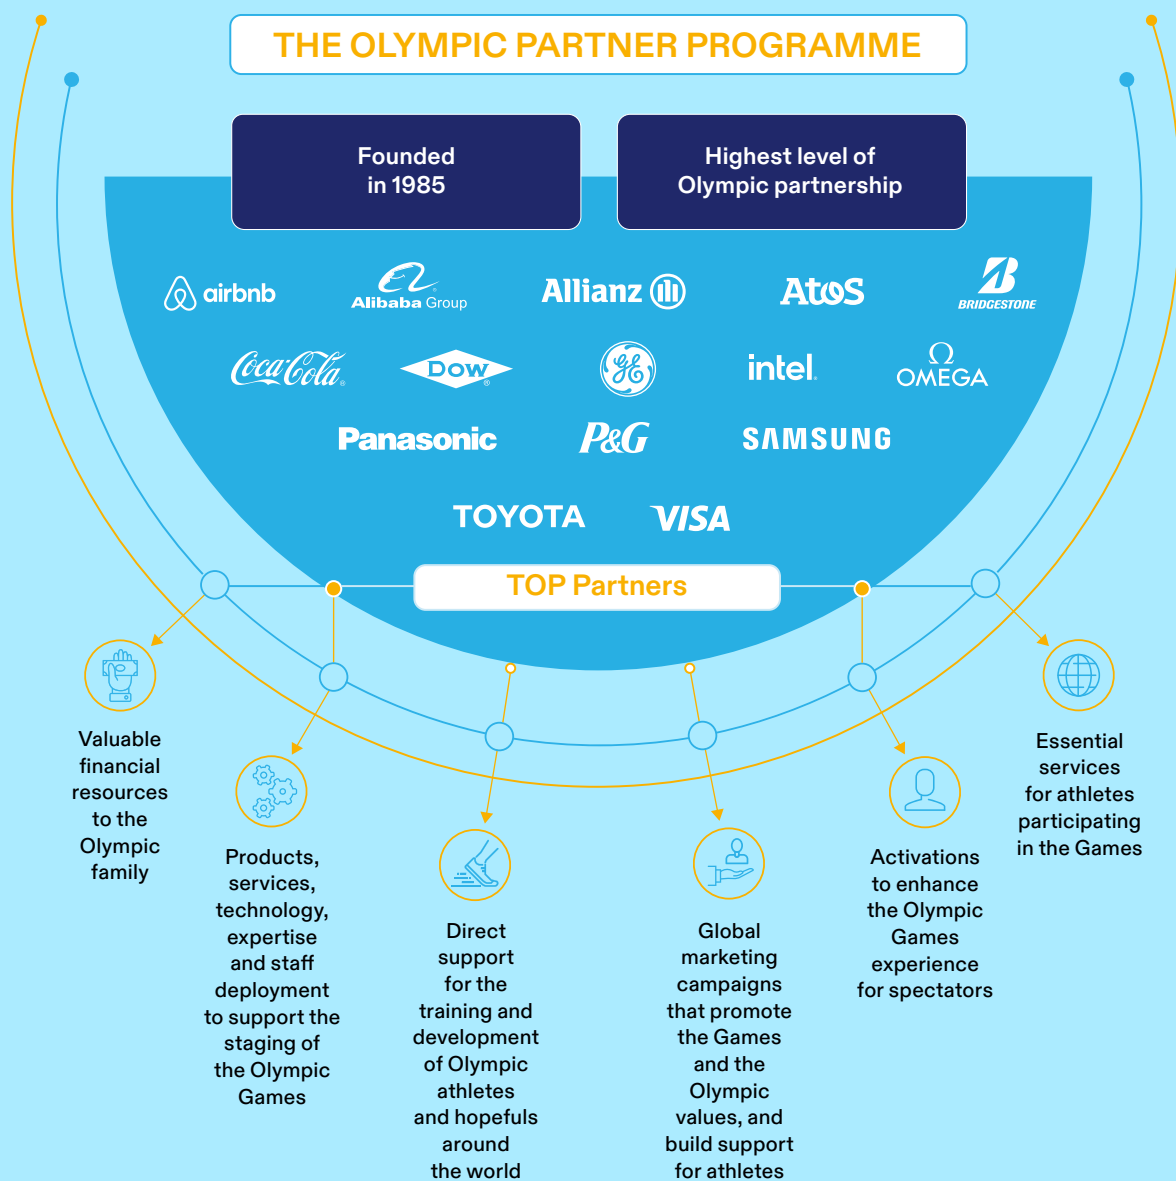 THE OLYMPIC PARTNER PROGRAMME
Founded
in 1985
Highest level of
Olympic partnership
airbnb
Alibaba Group
Allianz
Atos
BRIDGESTONE
Coca-Cola
DOW
GE
intel
OMEGA
Panasonic
P&G
SAMSUNG
TOYOTA
VISA
TOP Partners
Valuable
financial
resources
to the
Olympic
family
Products,
services,
technology,
expertise
and staff
deployment
to support the
staging of
the Olympic
Games
Direct
support
for the
training and
development
of Olympic
athletes
and hopefuls
around
the world
Global
marketing
campaigns
that promote
the Games
and the
Olympic
values, and
build support
for athletes
Activations
to enhance
the Olympic
Games
experience
for spectators
Essential
services
for athletes
participating
in the Games